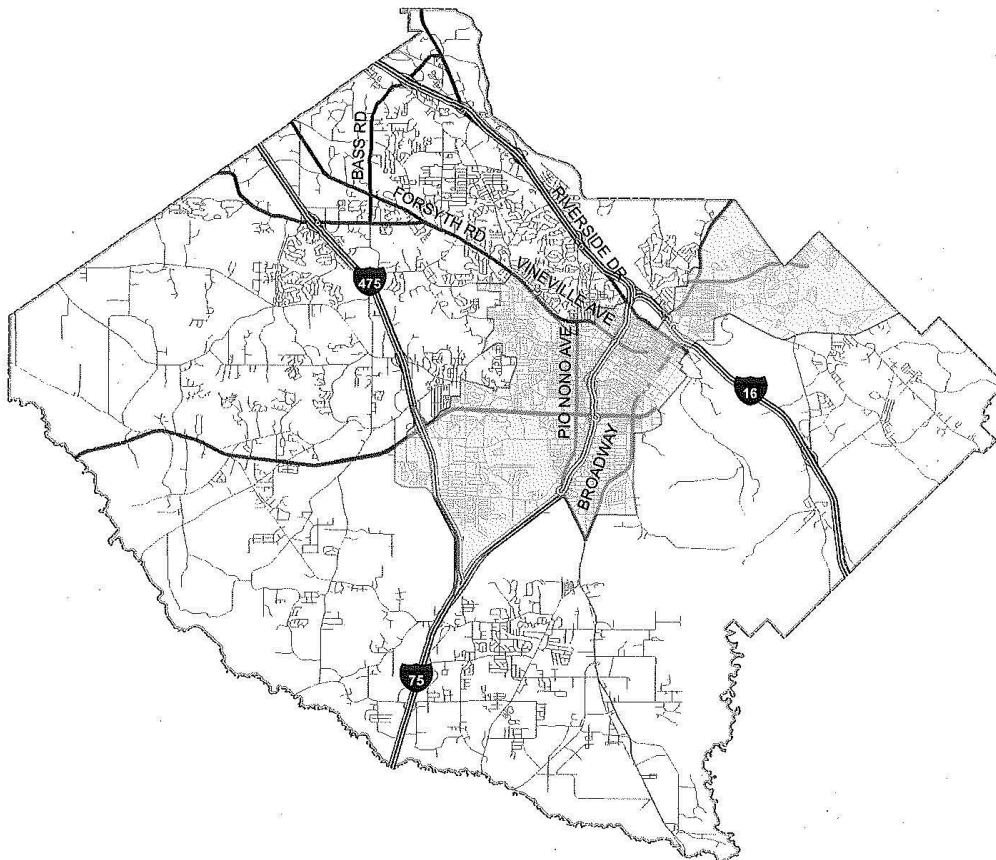 BASS RD
FORSYTH RD
RIVERSIDE DR
VINEVILLE AVE
475
PIO NONO AVE
16
BROADWAY
75